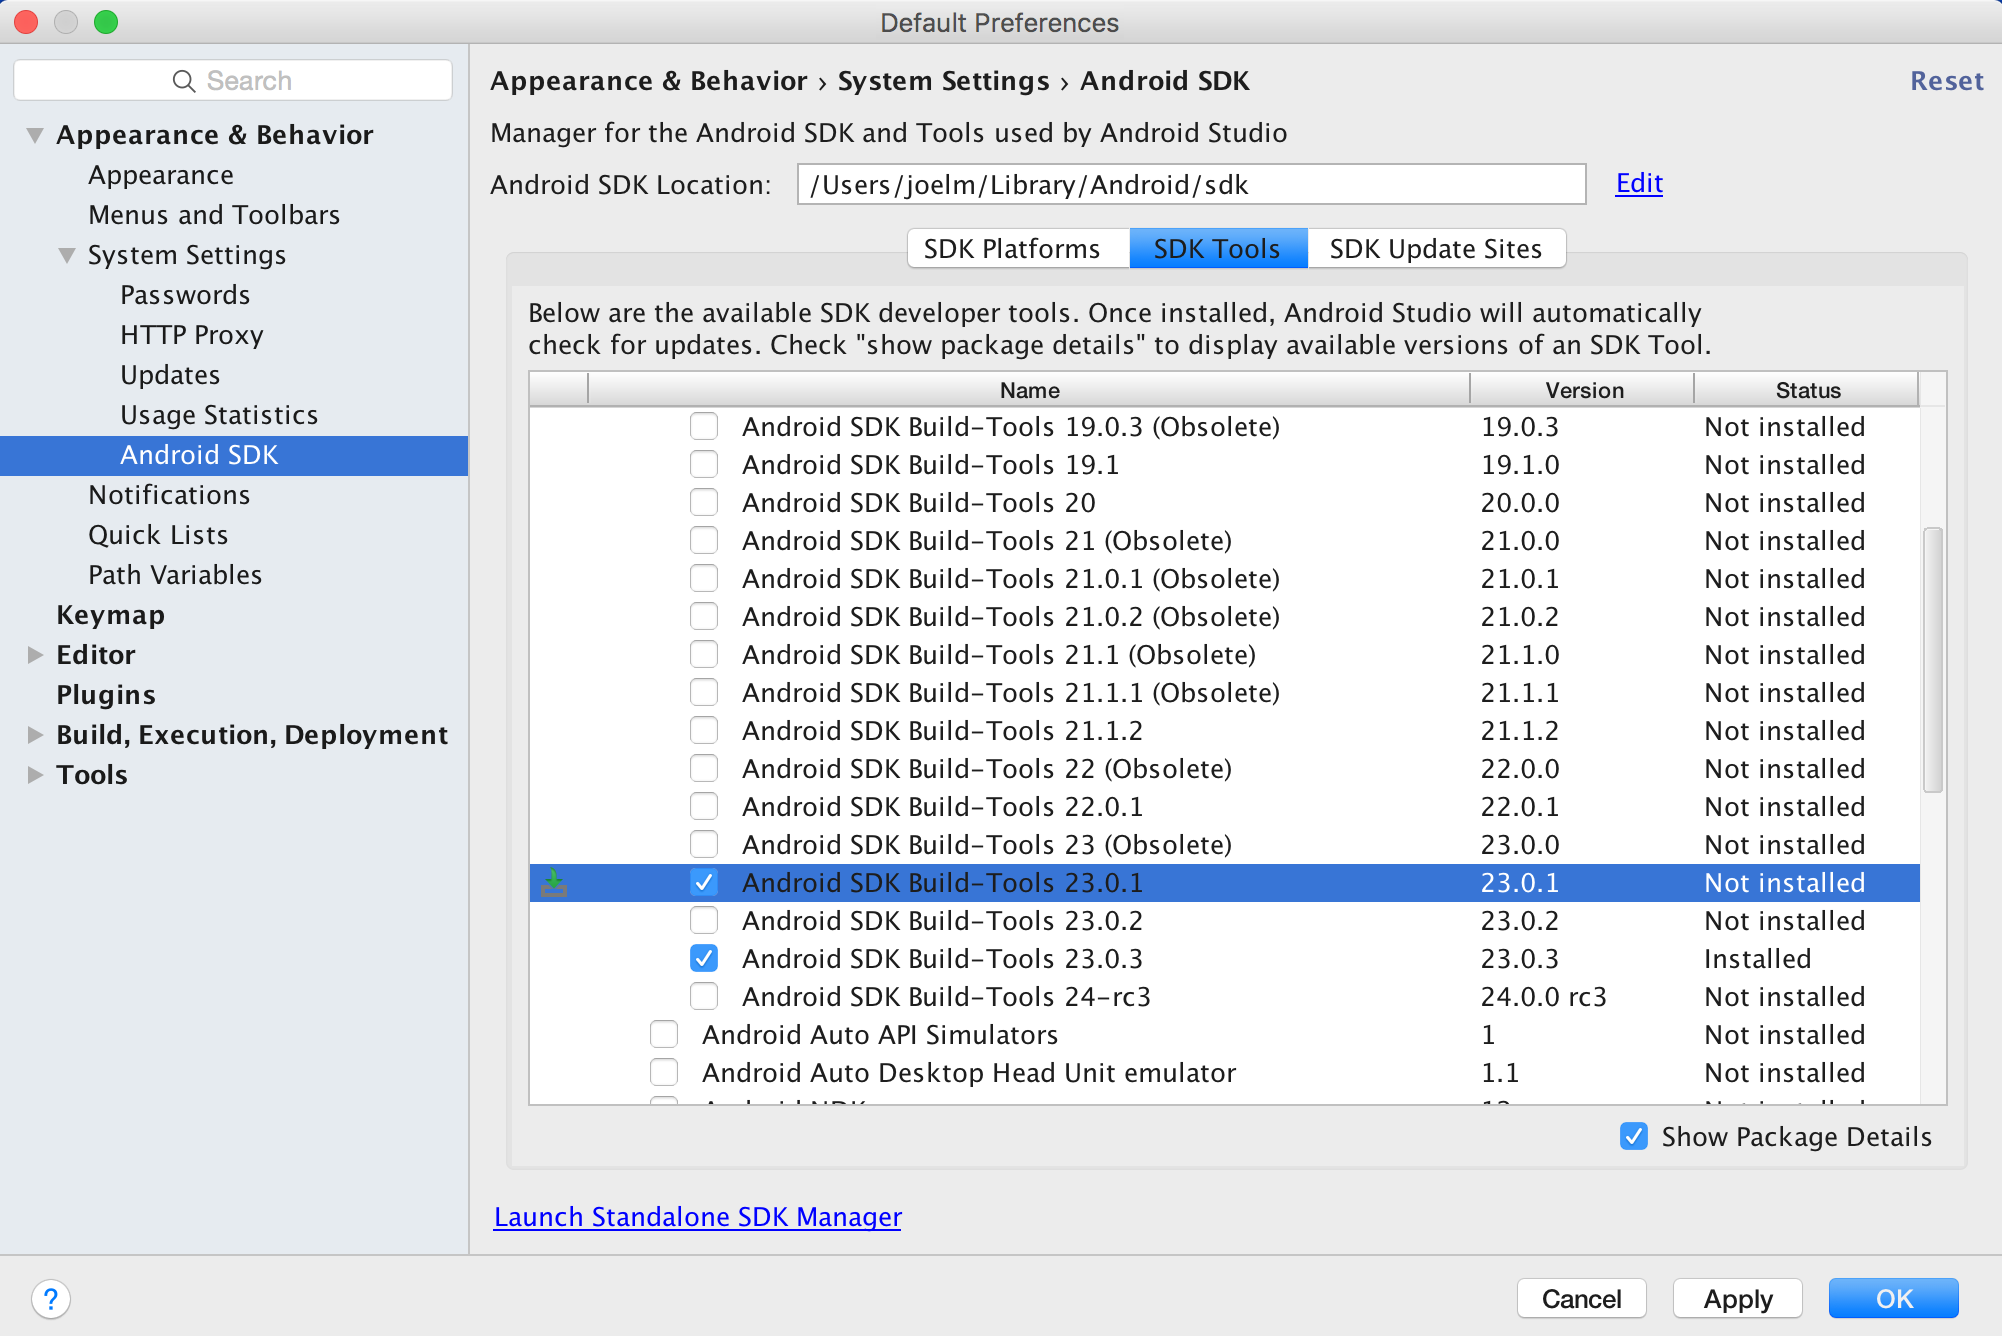 Default Preferences
Search
Appearance & Behavior
Appearance
Menus and Toolbars
System Settings
Passwords
HTTP Proxy
Updates
Usage Statistics
Android SDK
Notifications
Quick Lists
Path Variables
Keymap
Editor
Plugins
Build, Execution, Deployment
Tools
Appearance & Behavior › System Settings › Android SDK
Reset
Manager for the Android SDK and Tools used by Android Studio
Android SDK Location: /Users/joelm/Library/Android/sdk Edit
SDK Platforms SDK Tools SDK Update Sites
Below are the available SDK developer tools. Once installed, Android Studio will automatically
check for updates. Check "show package details" to display available versions of an SDK Tool.
Name Version Status
Android SDK Build-Tools 19.0.3 (Obsolete) 19.0.3 Not installed
Android SDK Build-Tools 19.1 19.1.0 Not installed
Android SDK Build-Tools 20 20.0.0 Not installed
Android SDK Build-Tools 21 (Obsolete) 21.0.0 Not installed
Android SDK Build-Tools 21.0.1 (Obsolete) 21.0.1 Not installed
Android SDK Build-Tools 21.0.2 (Obsolete) 21.0.2 Not installed
Android SDK Build-Tools 21.1 (Obsolete) 21.1.0 Not installed
Android SDK Build-Tools 21.1.1 (Obsolete) 21.1.1 Not installed
Android SDK Build-Tools 21.1.2 21.1.2 Not installed
Android SDK Build-Tools 22 (Obsolete) 22.0.0 Not installed
Android SDK Build-Tools 22.0.1 22.0.1 Not installed
Android SDK Build-Tools 23 (Obsolete) 23.0.0 Not installed
Android SDK Build-Tools 23.0.1 23.0.1 Not installed
Android SDK Build-Tools 23.0.2 23.0.2 Not installed
Android SDK Build-Tools 23.0.3 23.0.3 Installed
Android SDK Build-Tools 24-rc3 24.0.0 rc3 Not installed
Android Auto API Simulators 1 Not installed
Android Auto Desktop Head Unit emulator 1.1 Not installed
Show Package Details
Launch Standalone SDK Manager
? Cancel Apply OK